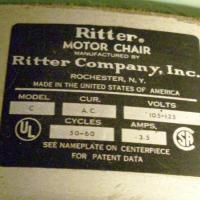 Ritter®
MOTOR CHAIR
MANUFACTURED BY
Ritter Company, Inc.
ROCHESTER, N.Y.
MADE IN THE UNITED STATES OF AMERICA
MODEL CUR. VOLTS
C A.C. 105-125
CYCLES AMPS.
UL 50-60 3.5 SA
SEE NAMEPLATE ON CENTERPIECE
FOR PATENT DATA